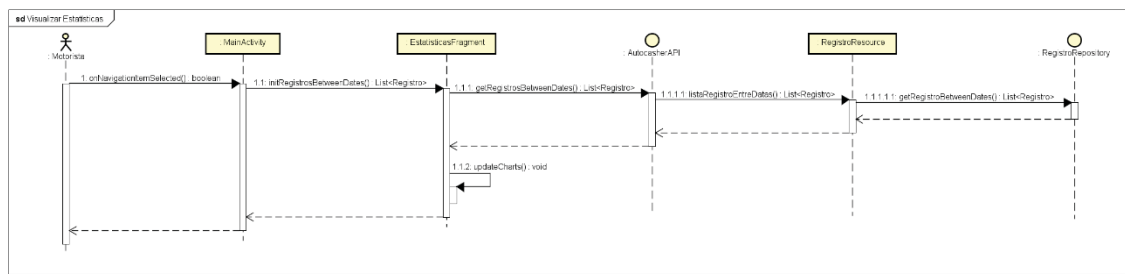 sd Visualizar Estatisticas
: Motorista
: MainActivity
: EstatisticasFragment
: AutocasherAPI
: RegistroResource
: RegistroRepository
1: onNavigationItemSelected() : boolean
1.1: initRegistrosBetweenDates() : List<Registro>
1.1.1: getRegistrosBetweenDates() : List<Registro>
1.1.1.1: listaRegistroEntreDatas() : List<Registro>
1.1.1.1.1: getRegistroBetweenDates() : List<Registro>
1.1.2: updateCharts() : void